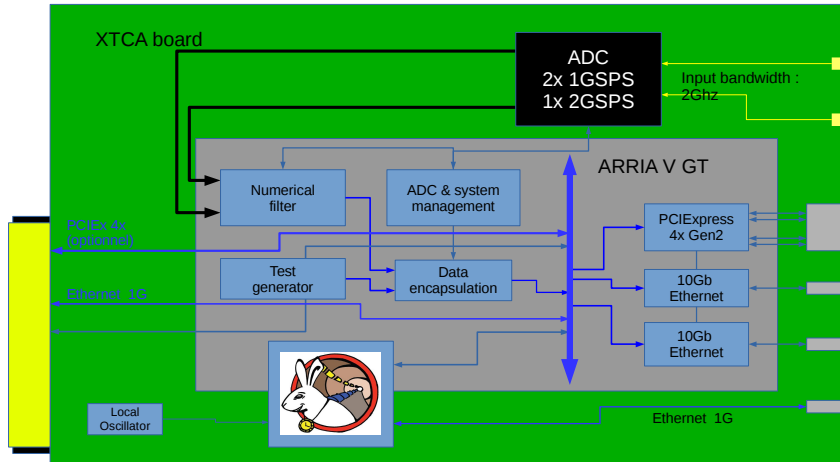 XTCA board
ADC
2x 1GSPS
1x 2GSPS
Input bandwidth :
2Ghz
ARRIA V GT
Numerical
filter
ADC & system
management
PCIExpress
4x Gen2
PCIEx 4x
(optionnel)
Test
generator
Data
encapsulation
10Gb
Ethernet
Ethernet  1G
10Gb
Ethernet
Local
Oscillator
Ethernet  1G